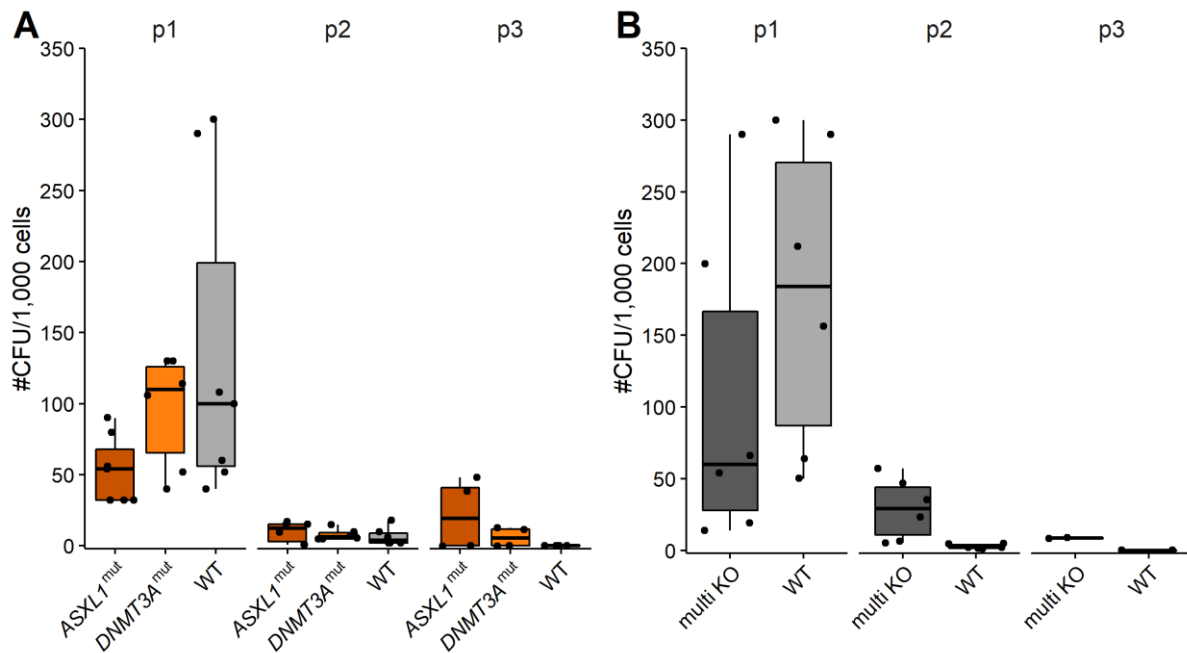 A
p1
p2
p3
#CFU/1,000 cells
350
300
250
200
150
100
50
0
ASXL1mut
DNMT3Amut
WT
ASXL1mut
DNMT3Amut
WT
ASXL1mut
DNMT3Amut
WT
B
p1
p2
p3
#CFU/1,000 cells
350
300
250
200
150
100
50
0
multi KO
WT
multi KO
WT
multi KO
WT